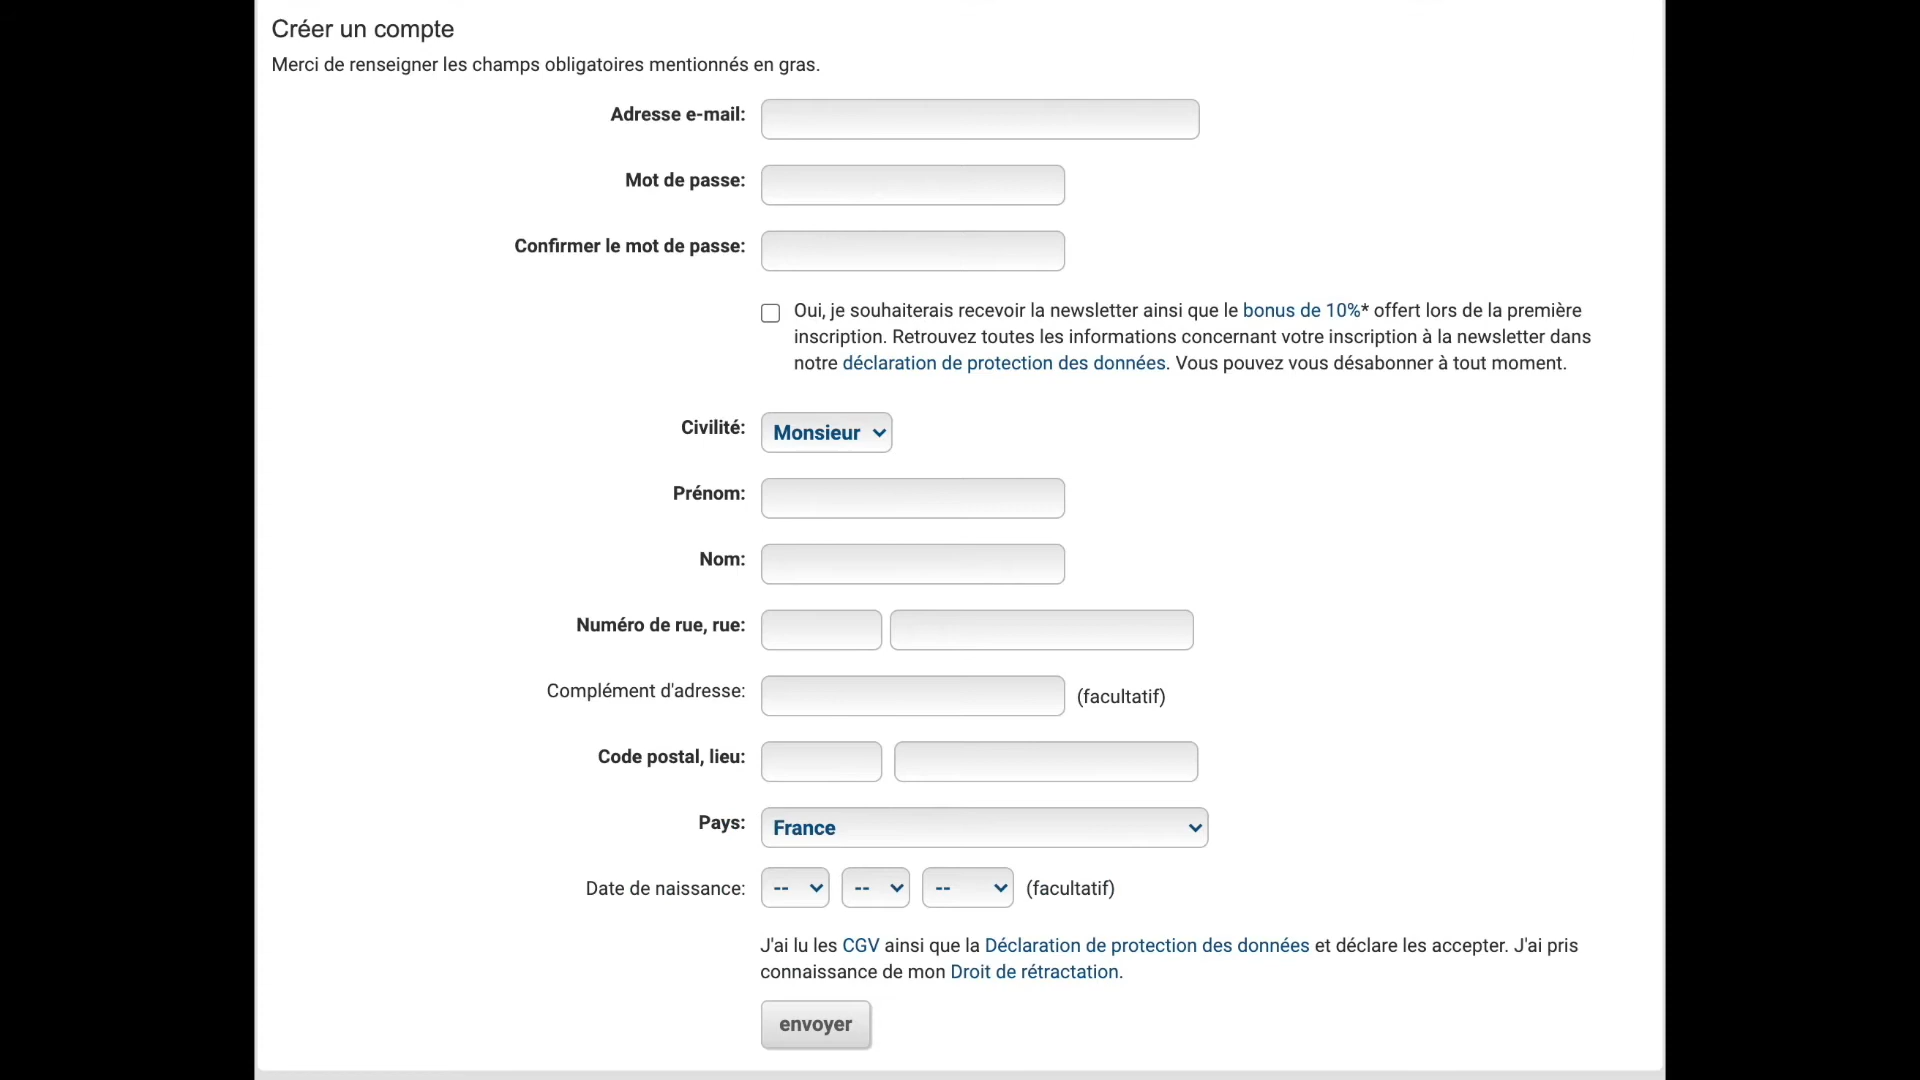 Créer un compte
Merci de renseigner les champs obligatoires mentionnés en gras.
Adresse e-mail:
Mot de passe:
Confirmer le mot de passe:
Oui, je souhaiterais recevoir la newsletter ainsi que le bonus de 10%* offert lors de la première
inscription. Retrouvez toutes les informations concernant votre inscription à la newsletter dans
notre déclaration de protection des données. Vous pouvez vous désabonner à tout moment.
Civilité: Monsieur
Prénom:
Nom:
Numéro de rue, rue:
Complément d'adresse: (facultatif)
Code postal, lieu:
Pays: France
Date de naissance: -- -- -- (facultatif)
J'ai lu les CGV ainsi que la Déclaration de protection des données et déclare les accepter. J'ai pris
connaissance de mon Droit de rétractation.
envoyer